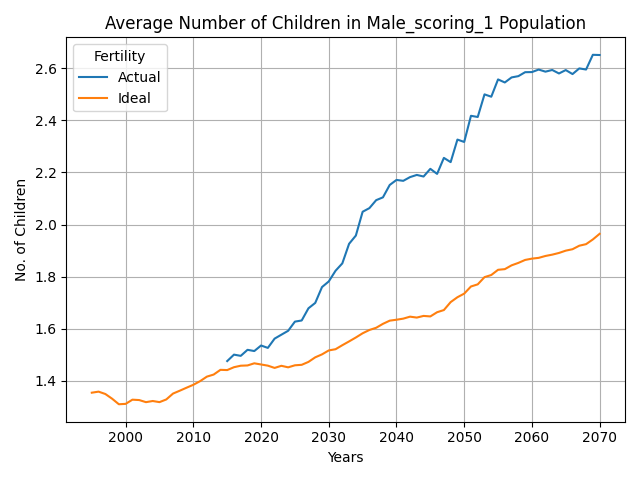 Average Number of Children in Male_scoring_1 Population
Fertility
Actual
Ideal
No. of Children
2.6
2.4
2.2
2.0
1.8
1.6
1.4
2000 2010 2020 2030 2040 2050 2060 2070
Years